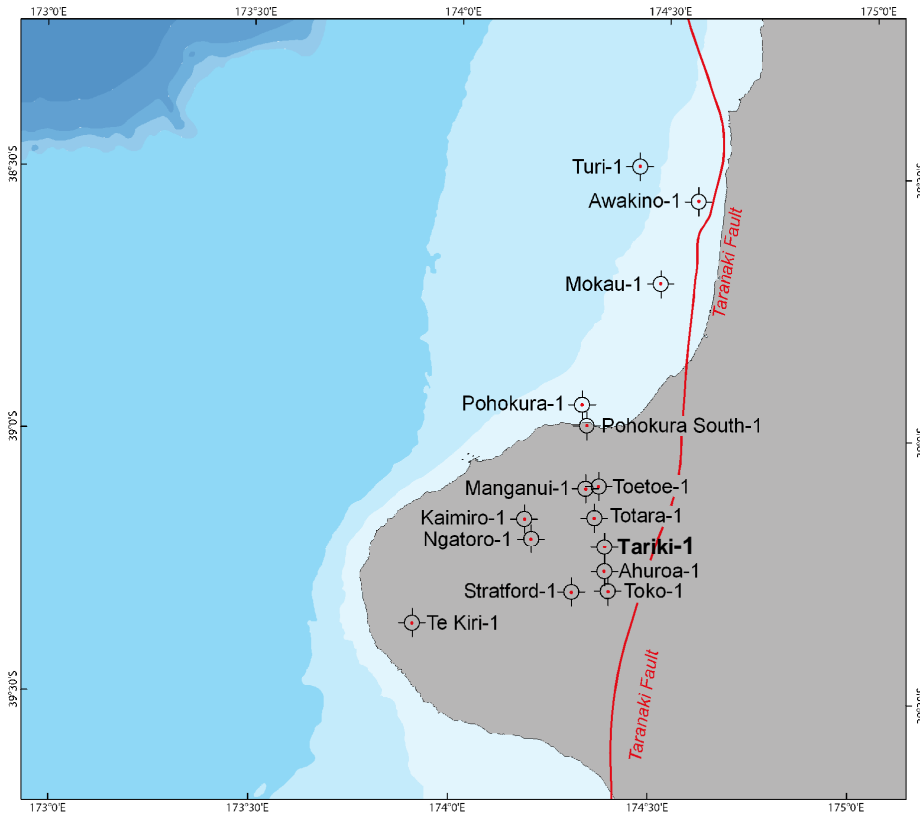 173°0'E
173°30'E
174°0'E
174°30'E
175°0'E
38°30'S
Turi-1
Awakino-1
Taranaki Fault
Mokau-1
Pohokura-1
39°0'S
Pohokura South-1
Manganui-1
Toetoe-1
Kaimiro-1
Totara-1
Ngatoro-1
Tariki-1
Ahuroa-1
Stratford-1
Toko-1
Te Kiri-1
Taranaki Fault
39°30'S
173°0'E
173°30'E
174°0'E
174°30'E
175°0'E